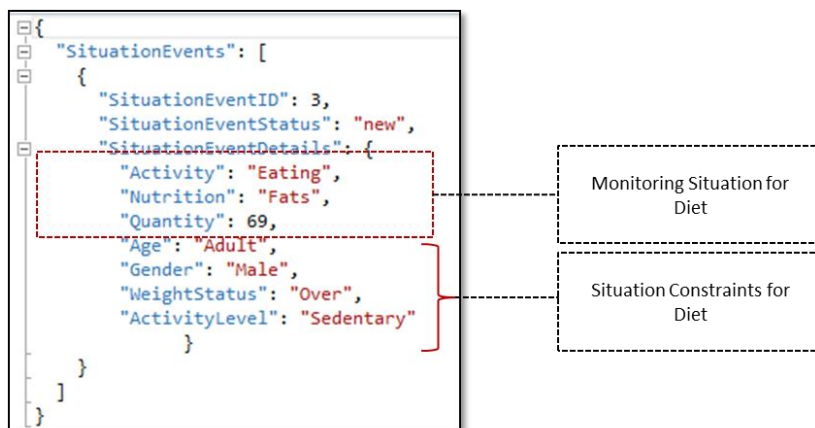 {
"SituationEvents": [
{
"SituationEventID": 3,
"SituationEventStatus": "new",
"SituationEventDetails": {
"Activity": "Eating",
"Nutrition": "Fats",
"Quantity": 69,
"Age": "Adult",
"Gender": "Male",
"WeightStatus": "Over",
"ActivityLevel": "Sedentary"
}
}
]
}
Monitoring Situation for
Diet
Situation Constraints for
Diet